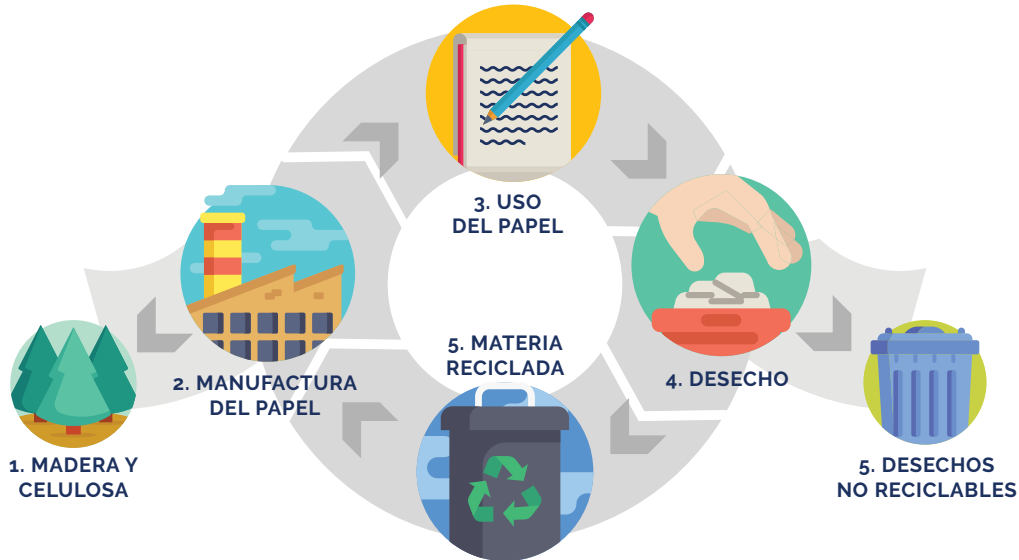 1. MADERA Y
CELULOSA
2. MANUFACTURA
DEL PAPEL
3. USO
DEL PAPEL
4. DESECHO
5. MATERIA
RECICLADA
5. DESECHOS
NO RECICLABLES